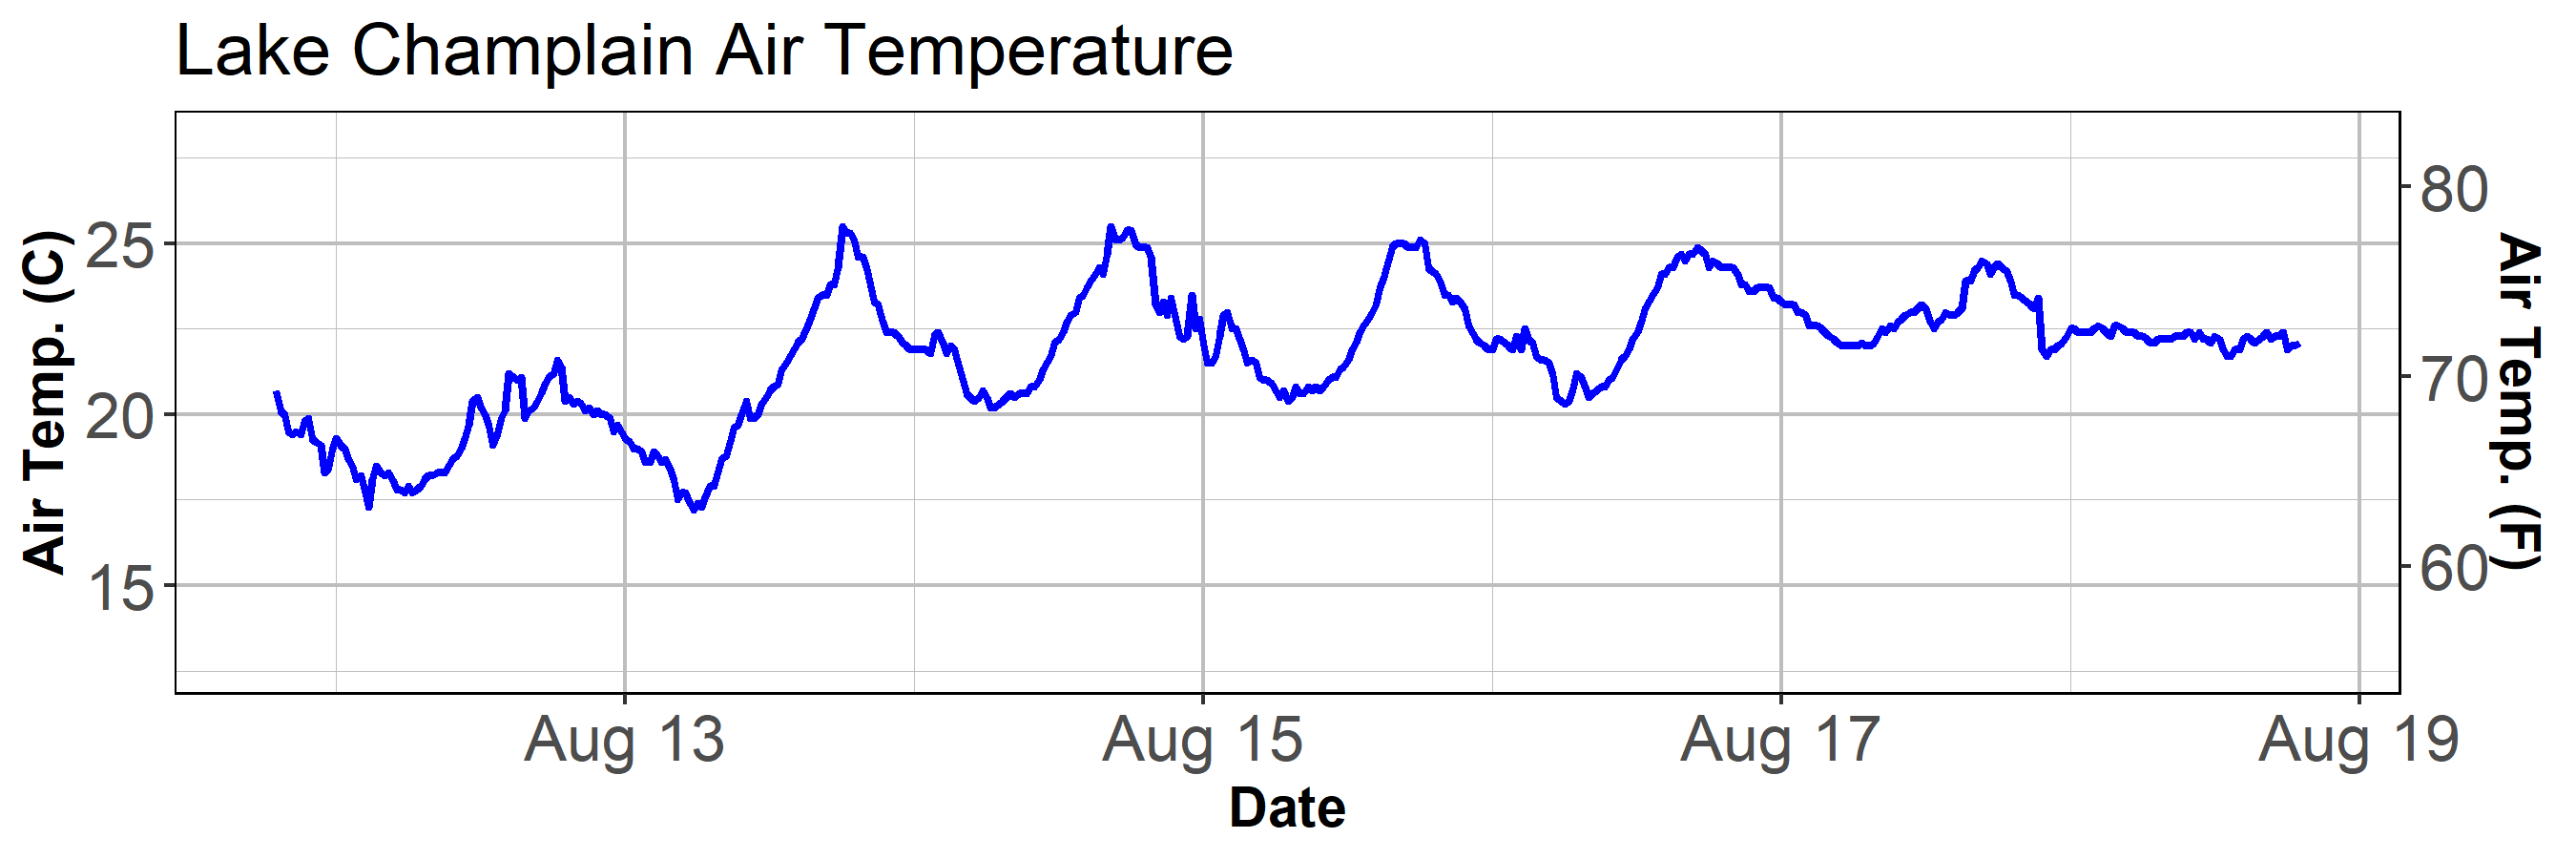 Lake Champlain Air Temperature
Air Temp. (C)
25
20
15
80
70
60
Air Temp. (F)
Aug 13
Aug 15
Aug 17
Aug 19
Date